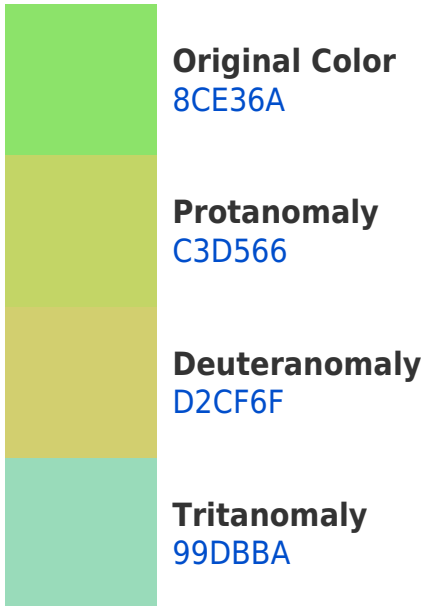 Original Color
8CE36A
Protanomaly
C3D566
Deuteranomaly
D2CF6F
Tritanomaly
99DBBA